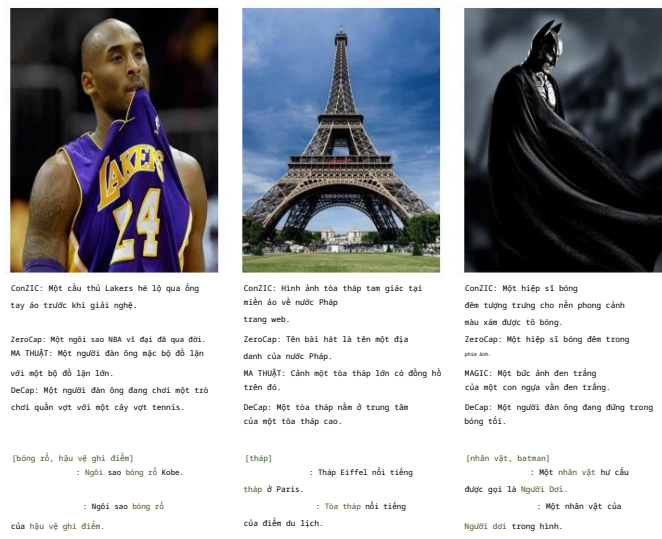 LAKERS
24
ConZIC: Một cầu thủ Lakers hé lộ qua ống
tay áo trước khi giải nghệ.
ZeroCap: Một ngôi sao NBA vĩ đại đã qua đời.
MA THUẬT: Một người đàn ông mặc bộ đồ lặn
với một bộ đồ lặn lớn.
DeCap: Một người đàn ông đang chơi một trò
chơi quần vợt với một cây vợt tennis.
[bóng rổ, hậu vệ ghi điểm]
: Ngôi sao bóng rổ Kobe.
: Ngôi sao bóng rổ
của hậu vệ ghi điểm.
ConZIC: Hình ảnh tòa tháp tam giác tại
miền ảo về nước Pháp
trang web.
ZeroCap: Tên bài hát là tên một địa
danh của nước Pháp.
MA THUẬT: Cảnh một tòa tháp lớn có đồng hồ
trên đó.
DeCap: Một tòa tháp nằm ở trung tâm
của một tòa tháp cao.
[tháp]
: Tháp Eiffel nổi tiếng
tháp ở Paris.
: Tòa tháp nổi tiếng
của điểm du lịch.
ConZIC: Một hiệp sĩ bóng
đêm tượng trưng cho nền phong cảnh
màu xám được tô bóng.
ZeroCap: Một hiệp sĩ bóng đêm trong
phim ảnh.
MAGIC: Một bức ảnh đen trắng
của một con ngựa vằn đen trắng.
DeCap: Một người đàn ông đang đứng trong
bóng tối.
[nhân vật, batman]
: Một nhân vật hư cấu
được gọi là Người Dơi.
: Một nhân vật của
Người dơi trong hình.